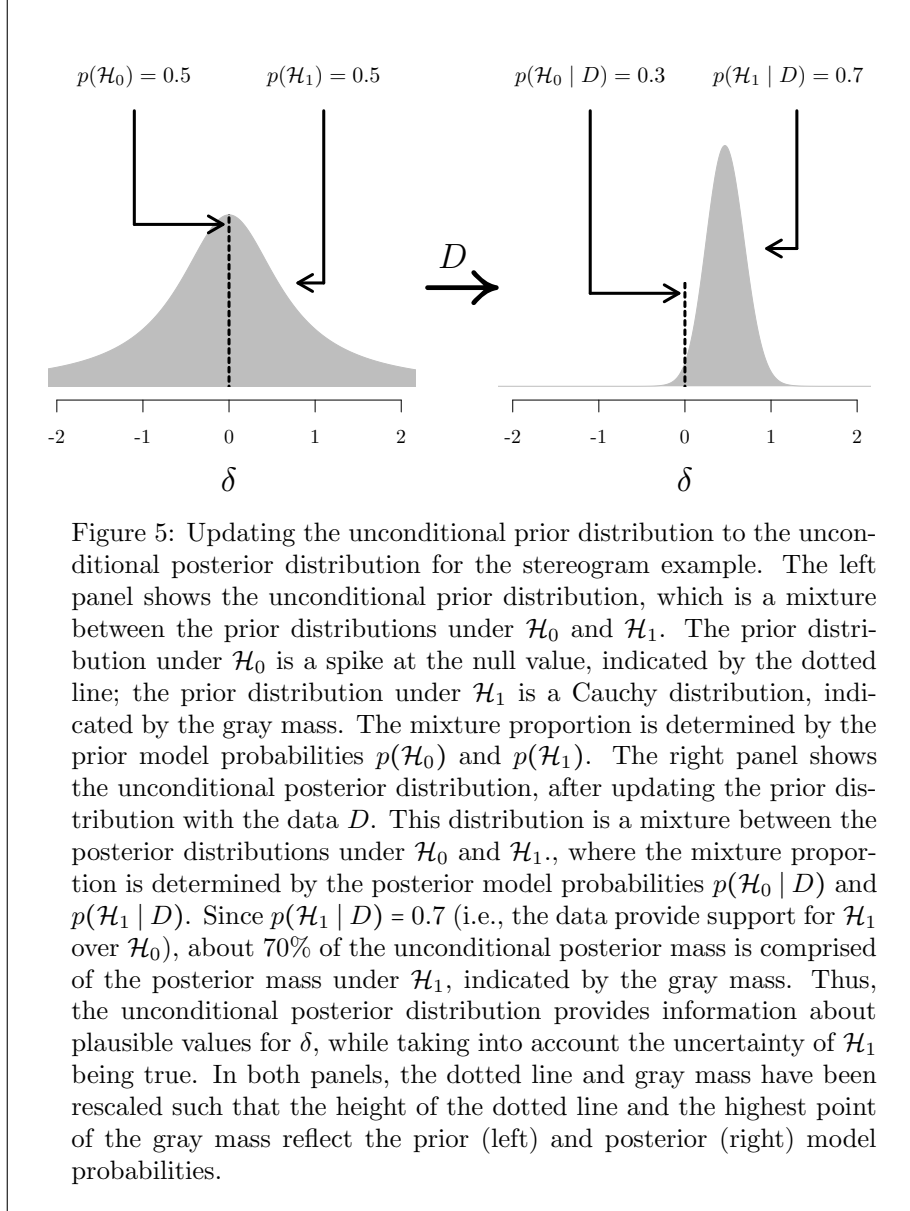 p(ℋ₀) = 0.5 p(ℋ₁) = 0.5 p(ℋ₀ | D) = 0.3 p(ℋ₁ | D) = 0.7
D
-2 -1 0 1 2 -2 -1 0 1 2
δ δ
Figure 5: Updating the unconditional prior distribution to the uncon-
ditional posterior distribution for the stereogram example. The left
panel shows the unconditional prior distribution, which is a mixture
between the prior distributions under ℋ₀ and ℋ₁. The prior distri-
bution under ℋ₀ is a spike at the null value, indicated by the dotted
line; the prior distribution under ℋ₁ is a Cauchy distribution, indi-
cated by the gray mass. The mixture proportion is determined by the
prior model probabilities p(ℋ₀) and p(ℋ₁). The right panel shows
the unconditional posterior distribution, after updating the prior dis-
tribution with the data D. This distribution is a mixture between the
posterior distributions under ℋ₀ and ℋ₁., where the mixture propor-
tion is determined by the posterior model probabilities p(ℋ₀ | D) and
p(ℋ₁ | D). Since p(ℋ₁ | D) = 0.7 (i.e., the data provide support for ℋ₁
over ℋ₀), about 70% of the unconditional posterior mass is comprised
of the posterior mass under ℋ₁, indicated by the gray mass. Thus,
the unconditional posterior distribution provides information about
plausible values for δ, while taking into account the uncertainty of ℋ₁
being true. In both panels, the dotted line and gray mass have been
rescaled such that the height of the dotted line and the highest point
of the gray mass reflect the prior (left) and posterior (right) model
probabilities.